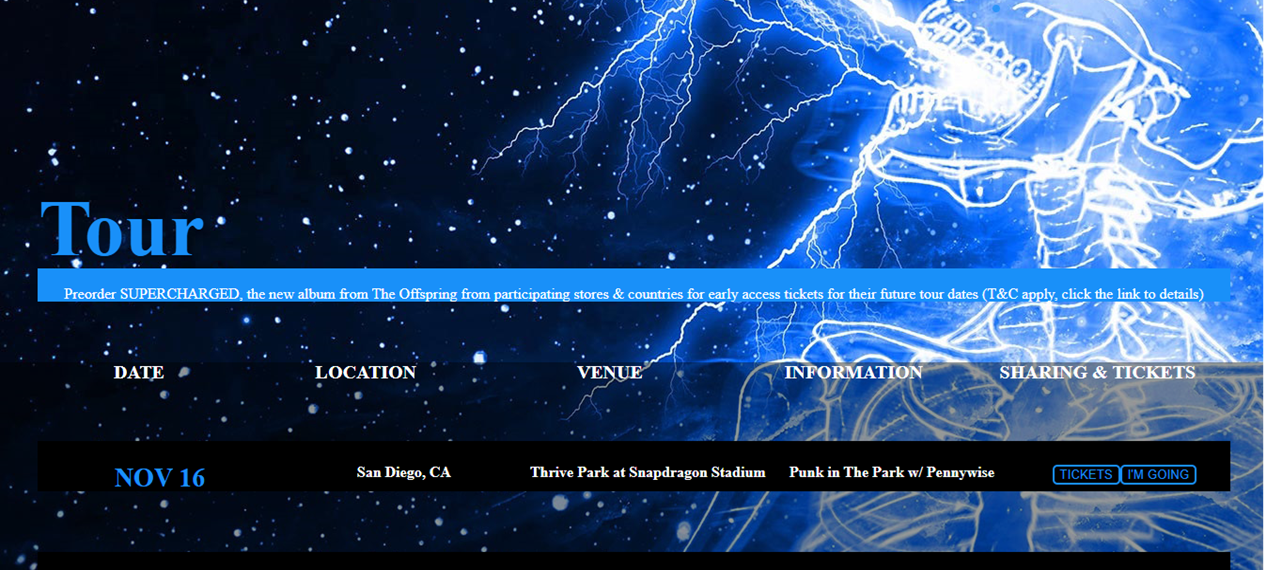 Tour
Preorder SUPERCHARGED, the new album from The Offspring from participating stores & countries for early access tickets for their future tour dates (T&C apply, click the link to details)
DATE LOCATION VENUE INFORMATION SHARING & TICKETS
NOV 16 San Diego, CA Thrive Park at Snapdragon Stadium Punk in The Park w/ Pennywise TICKETS I'M GOING